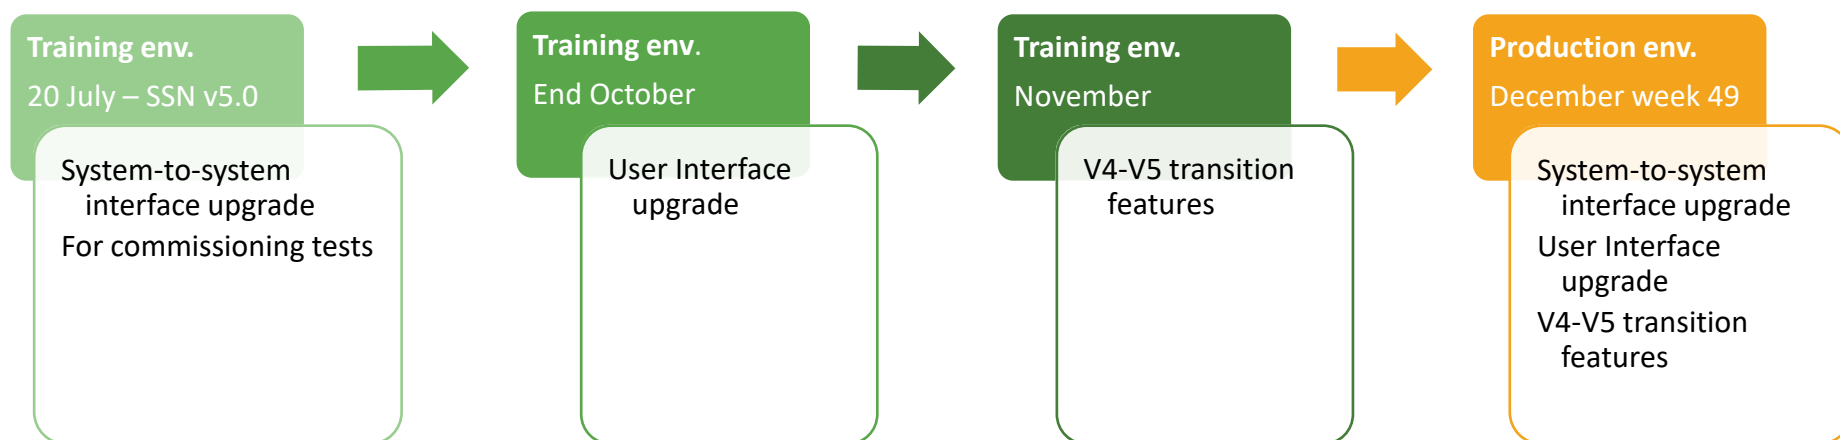 Training env.
20 July – SSN v5.0
System-to-system
interface upgrade
For commissioning tests
Training env.
End October
User Interface
upgrade
Training env.
November
V4-V5 transition
features
Production env.
December week 49
System-to-system
interface upgrade
User Interface
upgrade
V4-V5 transition
features